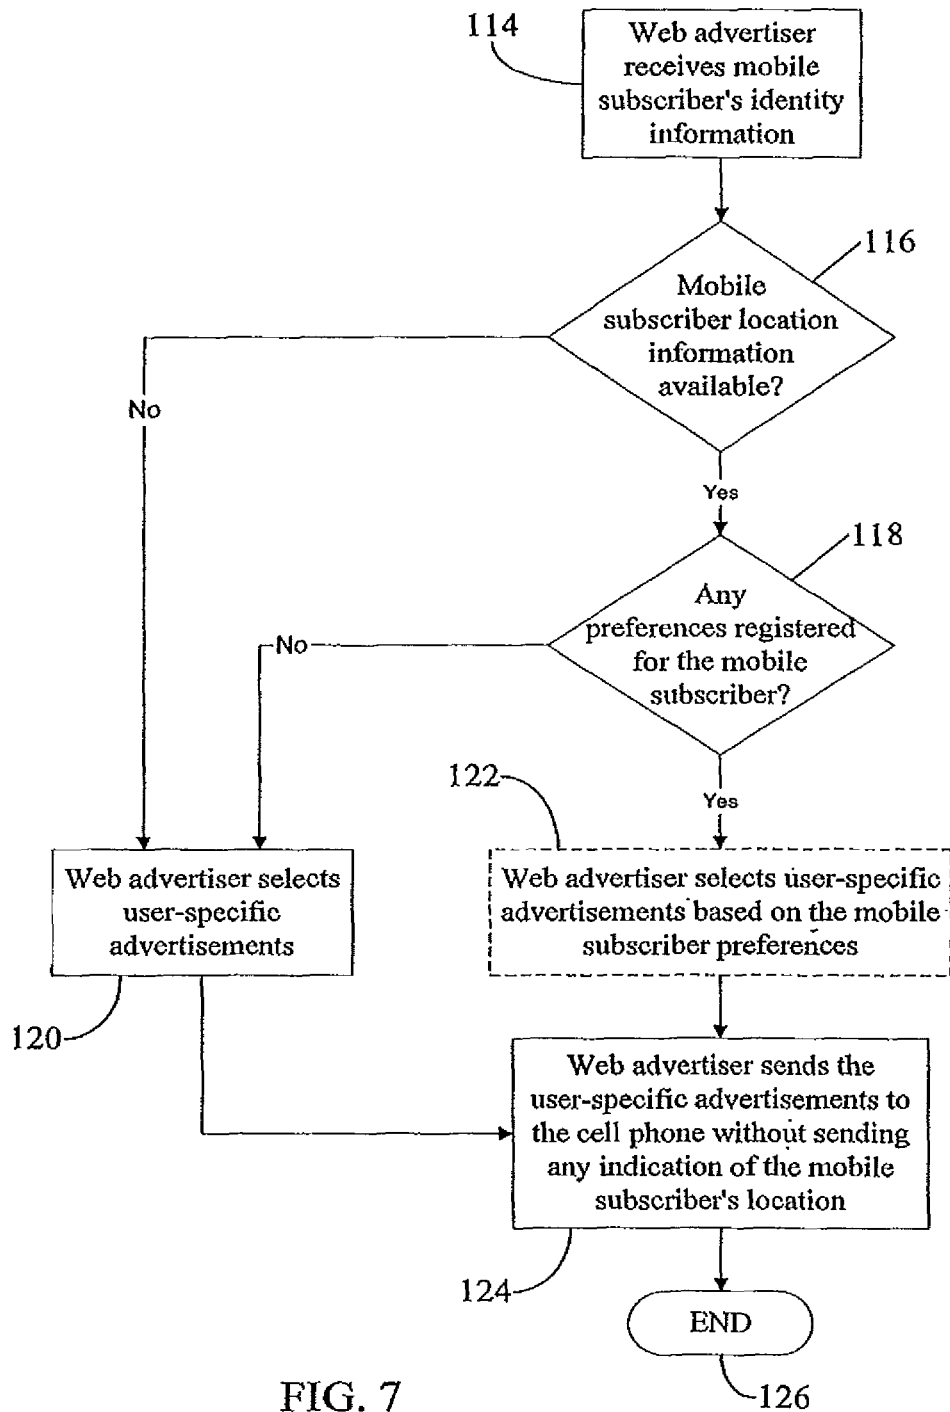 114
Web advertiser
receives mobile
subscriber's identity
information
116
Mobile
subscriber location
information
available?
No
Yes
118
Any
preferences registered
for the mobile
subscriber?
No
Yes
122
Web advertiser selects
user-specific
advertisements
Web advertiser selects user-specific
advertisements based on the mobile
subscriber preferences
120
Web advertiser sends the
user-specific advertisements to
the cell phone without sending
any indication of the mobile
subscriber's location
124
END
126
FIG. 7